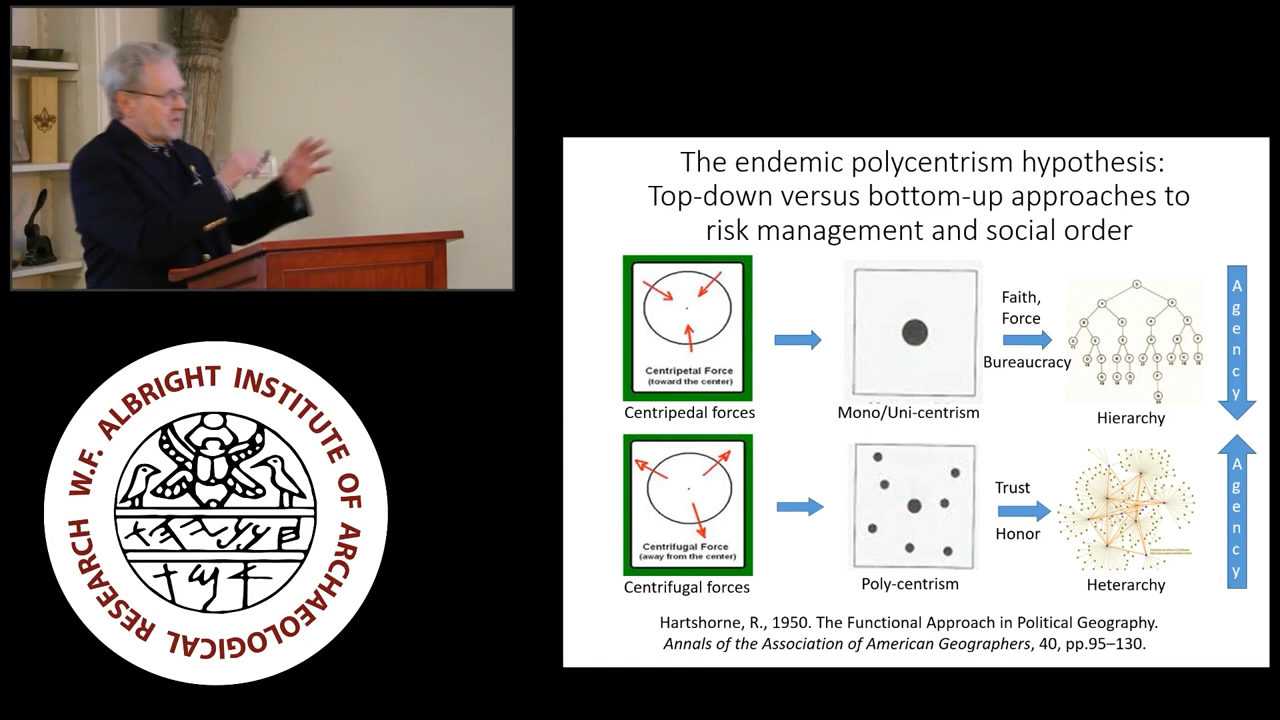 The endemic polycentrism hypothesis:
Top-down versus bottom-up approaches to
risk management and social order
Centripetal Force
(toward the center)
Centripedal forces
Mono/Uni-centrism
Faith,
Force
Bureaucracy
Hierarchy
Agency
Centrifugal Force
(away from the center)
Centrifugal forces
Poly-centrism
Trust
Honor
Heterarchy
Agency
Hartshorne, R., 1950. The Functional Approach in Political Geography.
Annals of the Association of American Geographers, 40, pp.95–130.
W.F. ALBRIGHT INSTITUTE OF ARCHAEOLOGICAL RESEARCH